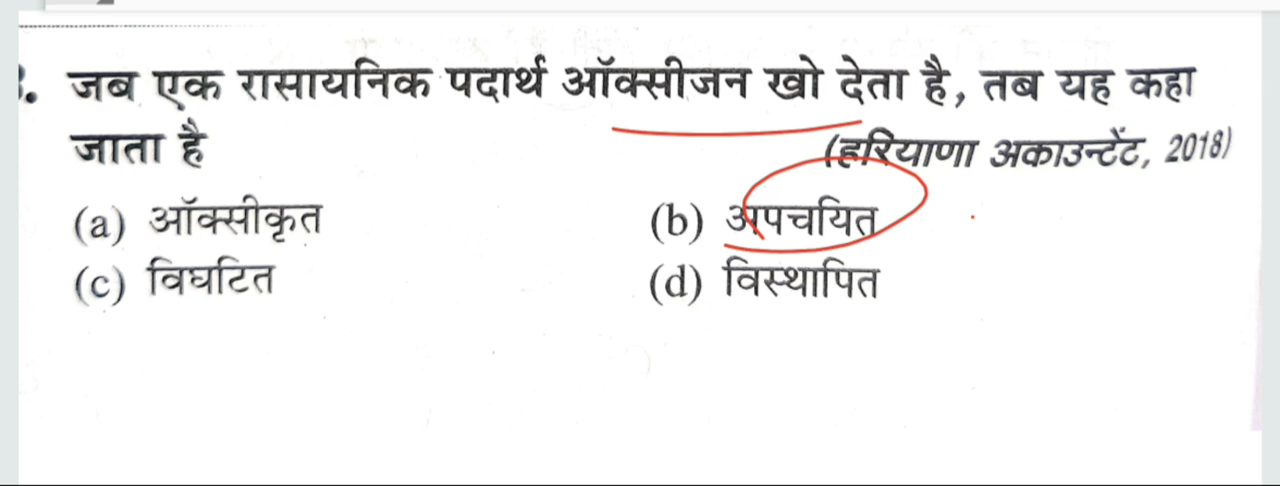 . जब एक रासायनिक पदार्थ ऑक्सीजन खो देता है, तब यह कहा
जाता है (हरियाणा अकाउन्टेंट, 2018)
(a) ऑक्सीकृत (b) अपचयित
(c) विघटित (d) विस्थापित